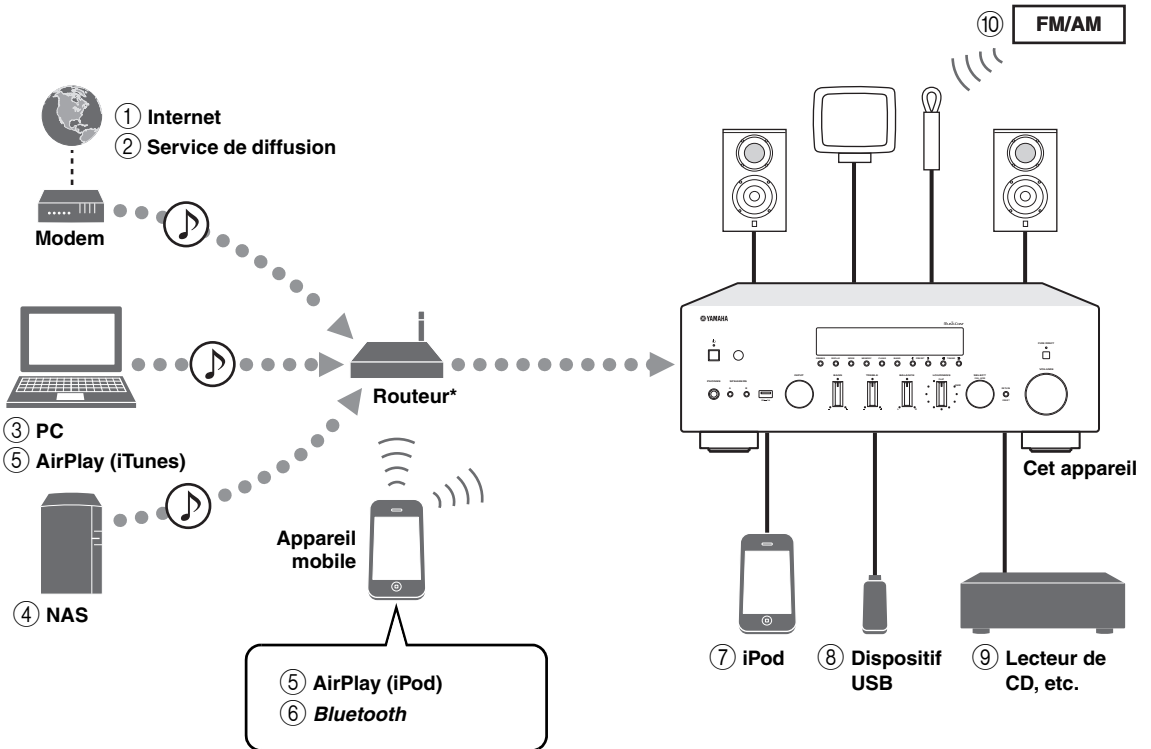 ⑩ FM/AM
① Internet
② Service de diffusion
Modem
YAMAHA
Routeur*
③ PC
⑤ AirPlay (iTunes)
Cet appareil
Appareil
mobile
④ NAS
⑦ iPod
⑧ Dispositif
USB
⑨ Lecteur de
CD, etc.
⑤ AirPlay (iPod)
⑥ Bluetooth